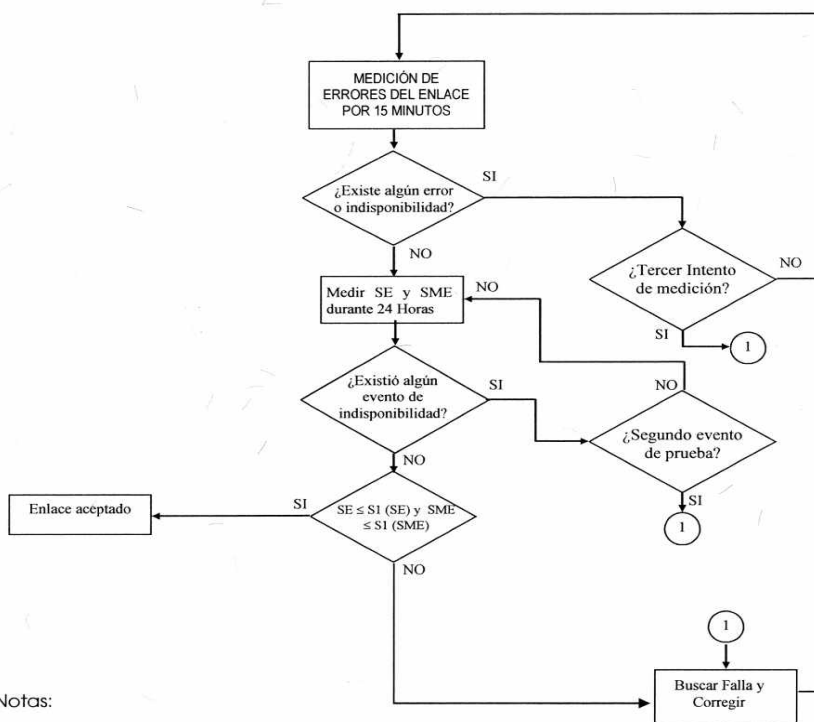 MEDICIÓN DE
ERRORES DEL ENLACE
POR 15 MINUTOS
¿Existe algún error
o indisponibilidad?
SI
NO
¿Tercer Intento
de medición?
NO
SI
1
Medir SE y SME
durante 24 Horas
NO
¿Existió algún
evento de
indisponibilidad?
SI
NO
NO
¿Segundo evento
de prueba?
SI
1
SE ≤ S1 (SE) y SME
≤ S1 (SME)
SI
NO
Enlace aceptado
1
Buscar Falla y
Corregir
Notas: